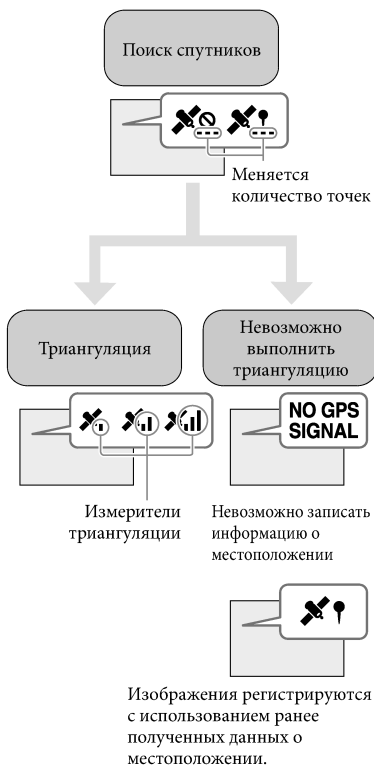 Поиск спутников
Меняется
количество точек
Триангуляция
Невозможно
выполнить
триангуляцию
NO GPS
SIGNAL
Измерители
триангуляции
Невозможно записать
информацию о
местоположении
Изображения регистрируются
с использованием ранее
полученных данных о
местоположении.